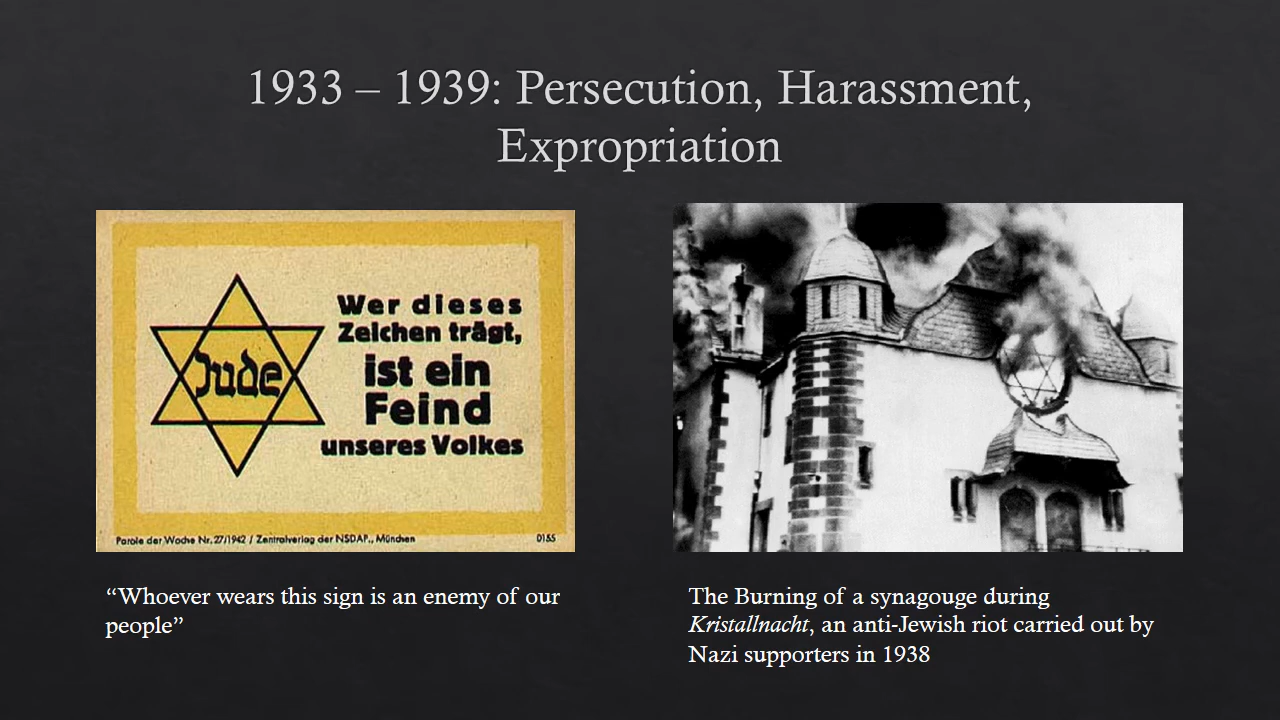 1933 – 1939: Persecution, Harassment,
Expropriation
Jude
Wer dieses
Zeichen trägt,
ist ein
Feind
unseres Volkes
Parole der Woche Nr. 27/1942 / Zentralverlag der NSDAP., München
0155
“Whoever wears this sign is an enemy of our
people”
The Burning of a synagouge during
Kristallnacht, an anti-Jewish riot carried out by
Nazi supporters in 1938